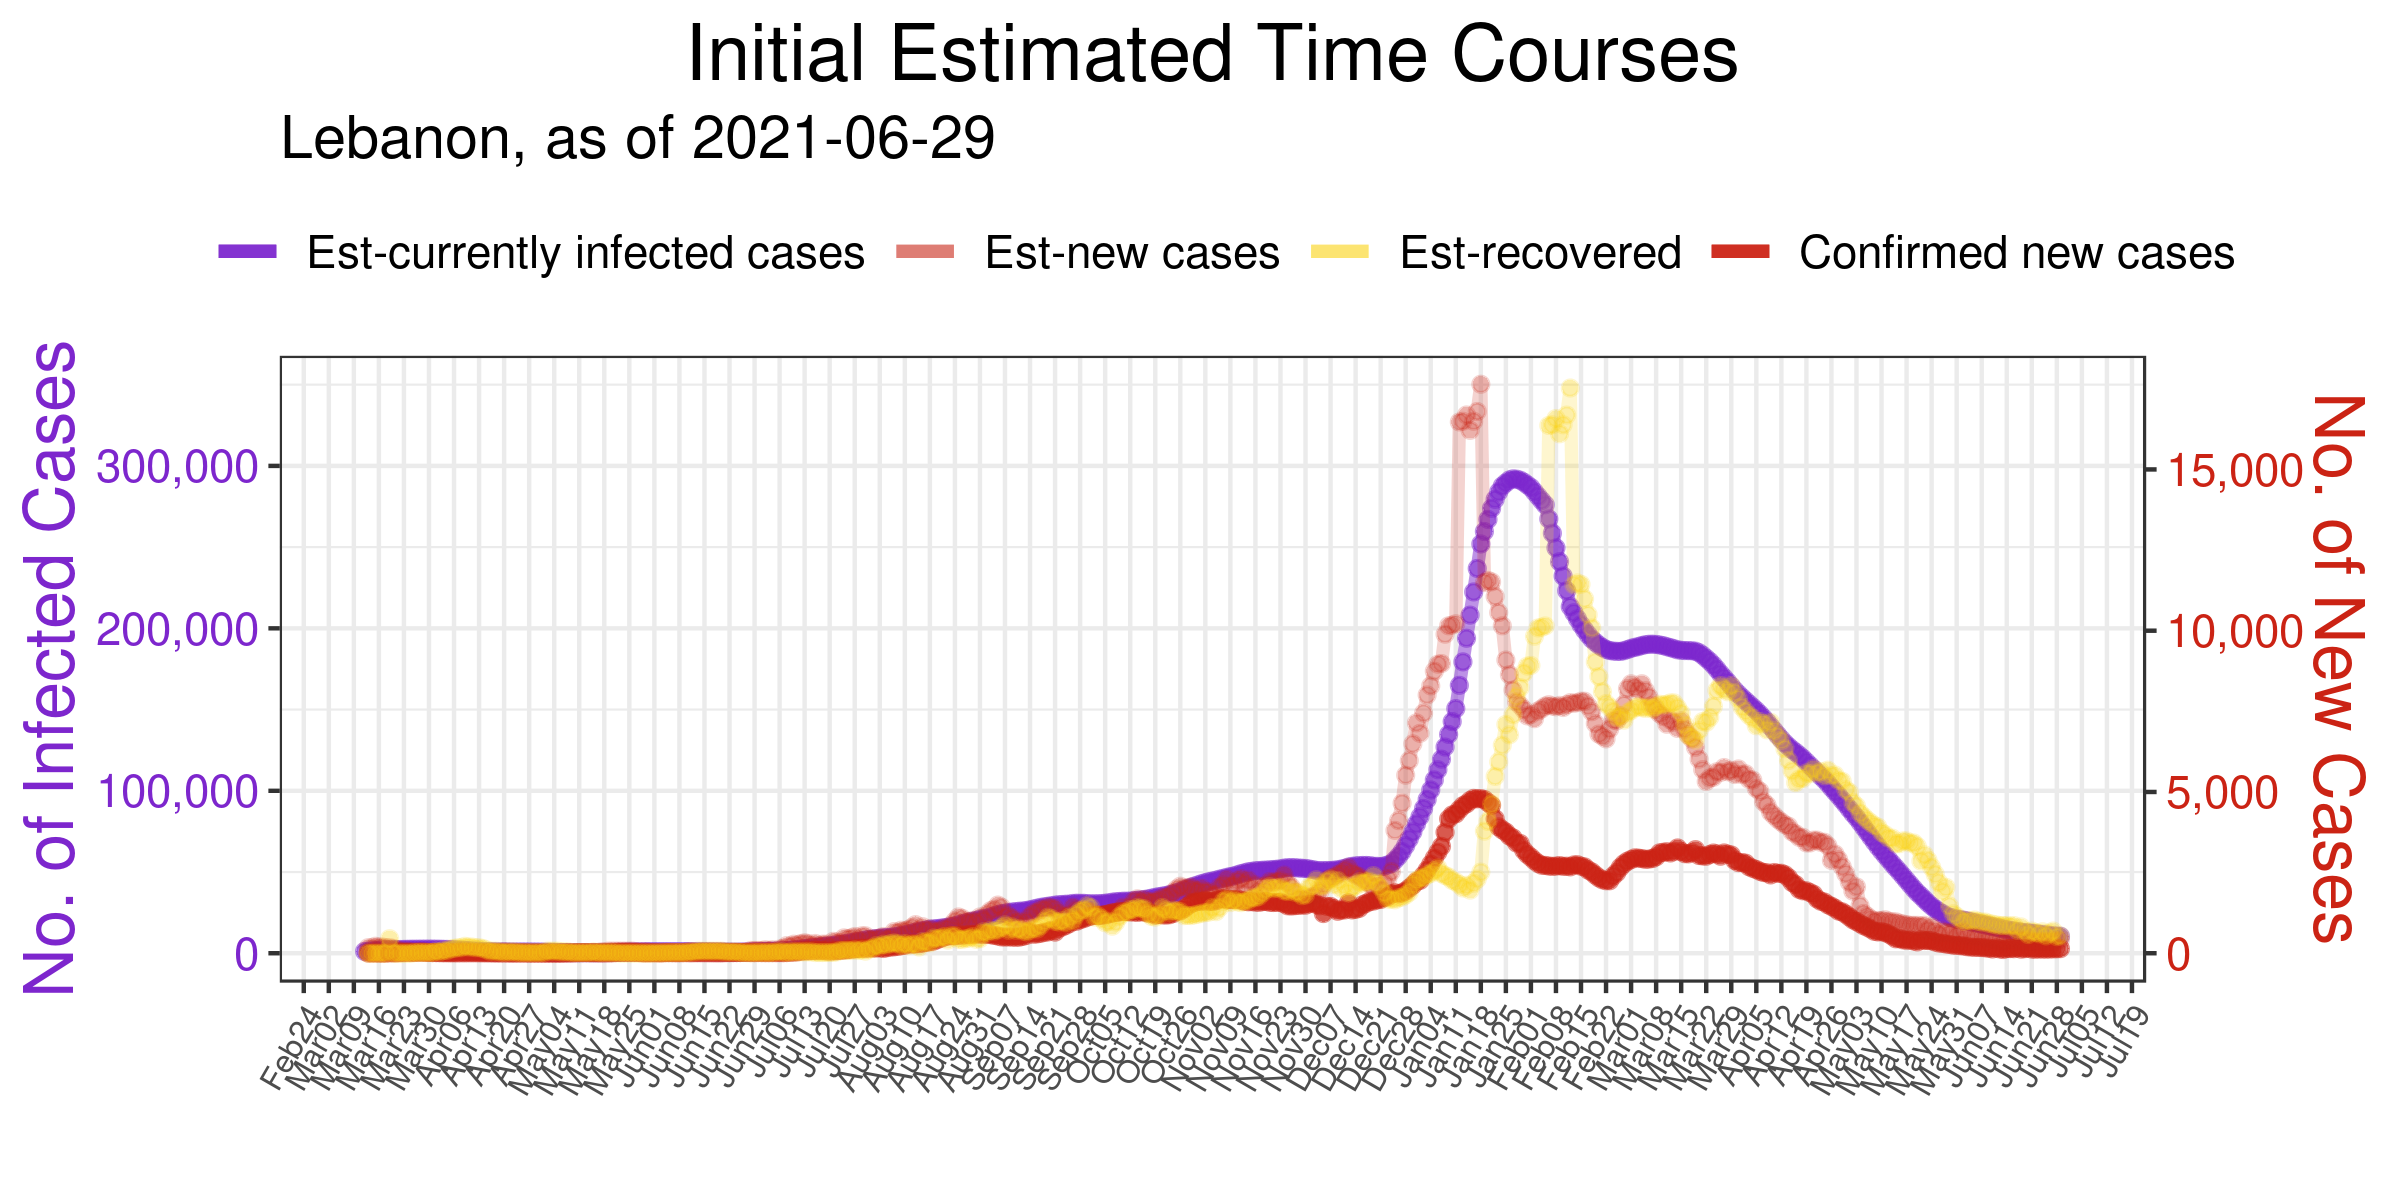 Initial Estimated Time Courses
Lebanon, as of 2021-06-29
Est-currently infected cases
Est-new cases
Est-recovered
Confirmed new cases
No. of Infected Cases
300,000
200,000
100,000
0
15,000
10,000
5,000
0
No. of New Cases
Feb24
Mar02
Mar09
Mar16
Mar23
Mar30
Apr06
Apr13
Apr20
Apr27
May04
May11
May18
May25
Jun01
Jun08
Jun15
Jun22
Jun29
Jul06
Jul13
Jul20
Jul27
Aug03
Aug10
Aug17
Aug24
Aug31
Sep07
Sep14
Sep21
Sep28
Oct05
Oct12
Oct19
Oct26
Nov02
Nov09
Nov16
Nov23
Nov30
Dec07
Dec14
Dec21
Dec28
Jan04
Jan11
Jan18
Jan25
Feb01
Feb08
Feb15
Feb22
Mar01
Mar08
Mar15
Mar22
Mar29
Apr05
Apr12
Apr19
Apr26
May03
May10
May17
May24
May31
Jun07
Jun14
Jun21
Jun28
Jul05
Jul12
Jul19